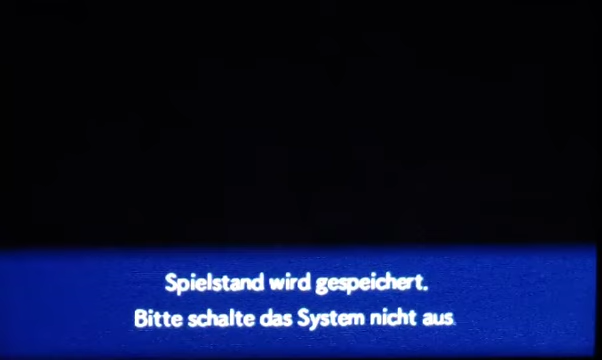 Spielstand wird gespeichert.
Bitte schalte das System nicht aus.